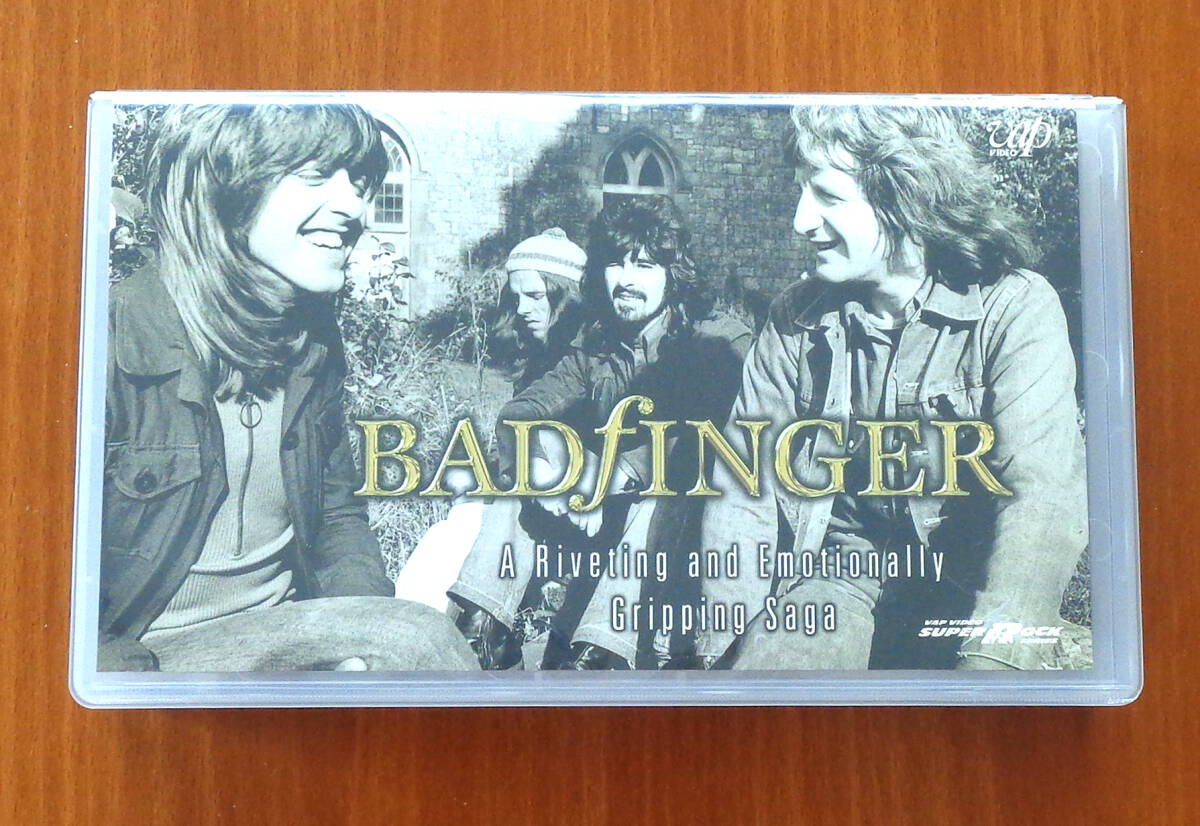 vap
VIDEO
BADfINGER
A Riveting and Emotionally
Gripping Saga
VAP VIDEO
SUPER ROCK